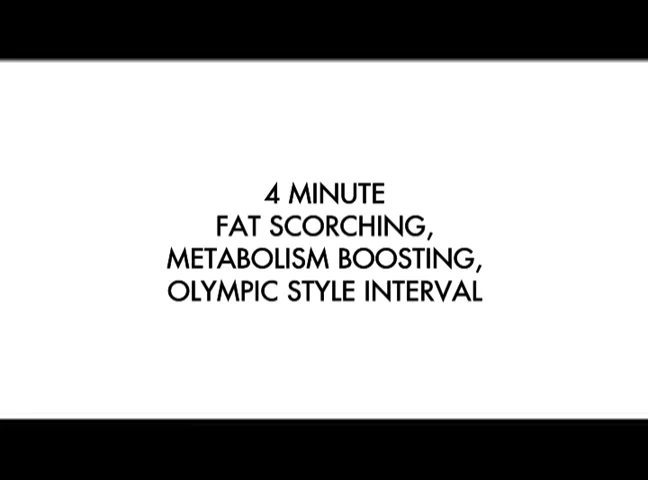 4 MINUTE
FAT SCORCHING,
METABOLISM BOOSTING,
OLYMPIC STYLE INTERVAL